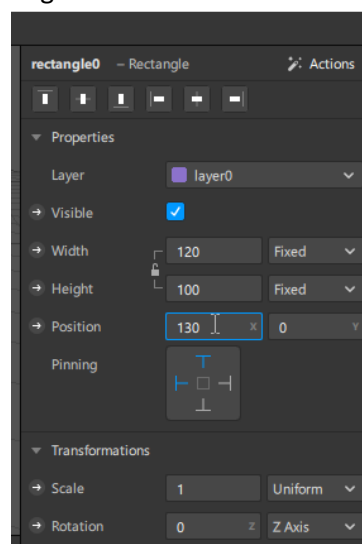 rectangle0 – Rectangle Actions
Properties
Layer layer0
Visible
Width 120 Fixed
Height 100 Fixed
Position 130 X 0 Y
Pinning
Transformations
Scale 1 Uniform
Rotation 0 Z Z Axis